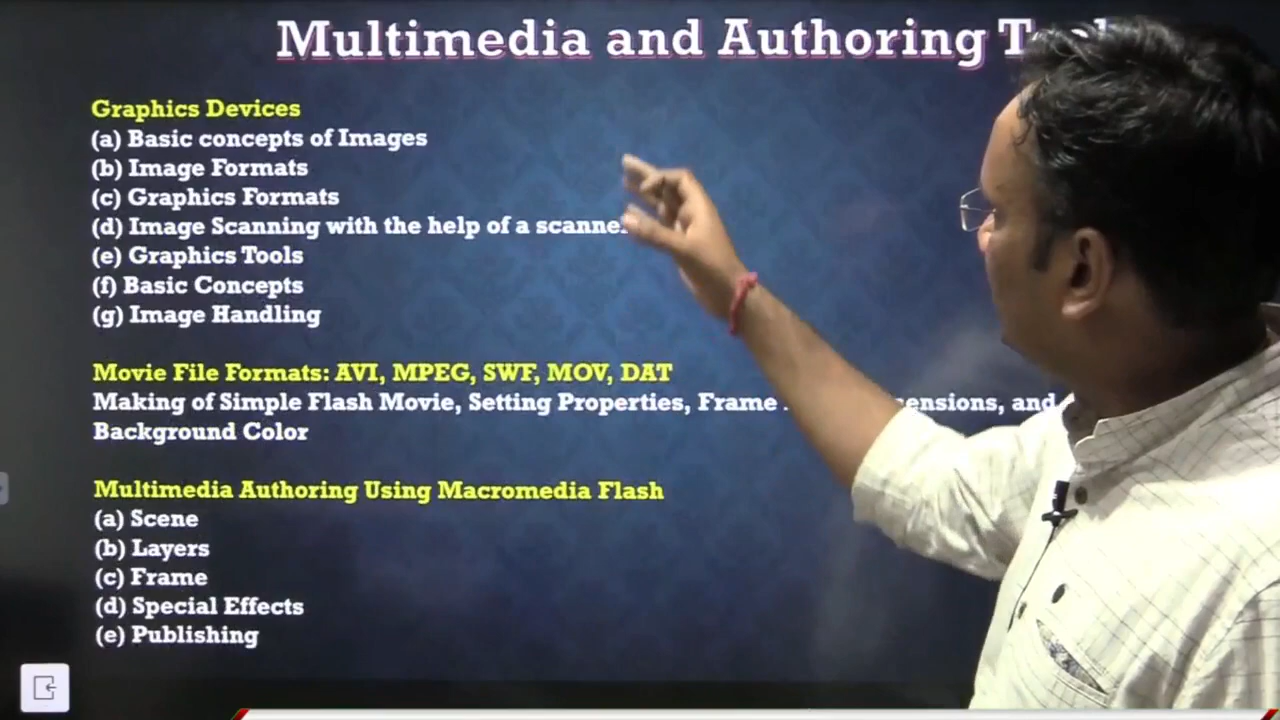 Multimedia and Authoring
Graphics Devices
(a) Basic concepts of Images
(b) Image Formats
(c) Graphics Formats
(d) Image Scanning with the help of a scanner
(e) Graphics Tools
(f) Basic Concepts
(g) Image Handling
Movie File Formats: AVI, MPEG, SWF, MOV, DAT
Making of Simple Flash Movie, Setting Properties, Frame and
Background Color
Multimedia Authoring Using Macromedia Flash
(a) Scene
(b) Layers
(c) Frame
(d) Special Effects
(e) Publishing